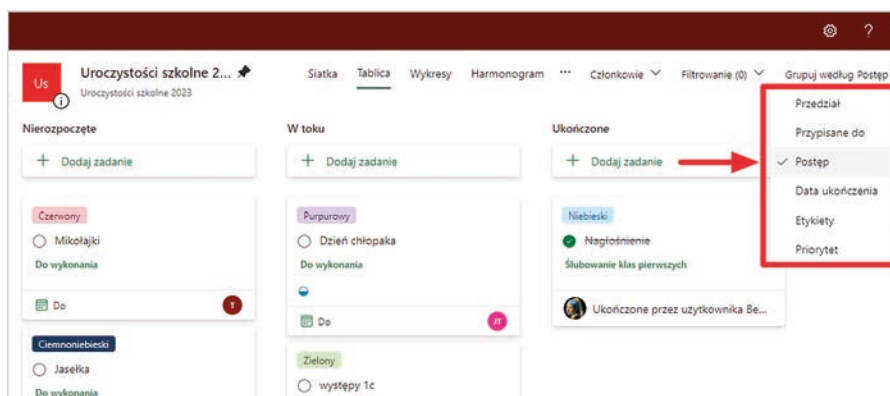 Us
Uroczystości szkolne 2...
Uroczystości szkolne 2023
Siatka Tablica Wykresy Harmonogram ... Członkowie Filtrowanie (0) Grupuj według Postęp
Nierozpoczęte
+ Dodaj zadanie
Czerwony
Mikołajki
Do wykonania
Do
T
Ciemnoniebieski
Jasełka
Do wykonania
W toku
+ Dodaj zadanie
Purpurowy
Dzień chłopaka
Do wykonania
Do
JT
Zielony
występy 1c
Ukończone
+ Dodaj zadanie
Niebieski
Nagłośnienie
Ślubowanie klas pierwszych
Ukończone przez użytkownika Be...
Przedział
Przypisane do
Postęp
Data ukończenia
Etykiety
Priorytet